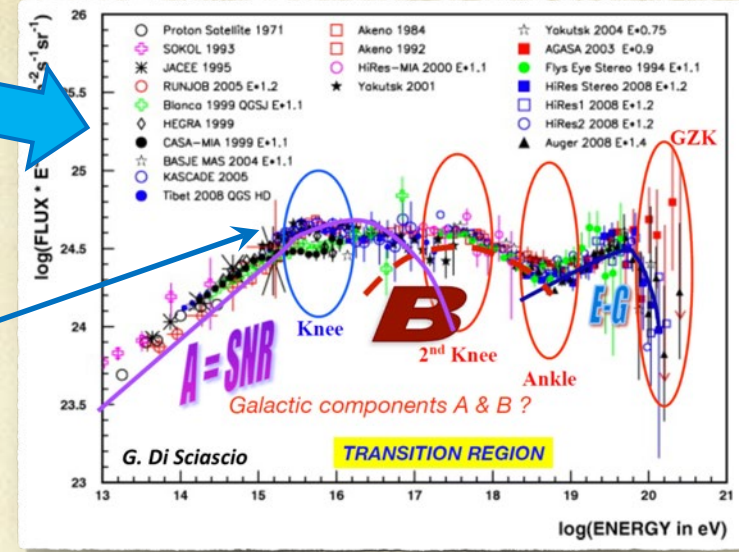 26
25.5
25
24.5
24
23.5
23
13 14 15 16 17 18 19 20 21
log(ENERGY in eV)
Proton Satellite 1971
SOKOL 1993
JACEE 1995
RUNJOB 2005 E*1.2
Blanca 1999 QGSJ E*1.1
HEGRA 1999
CASA-MIA 1999 E*1.1
BASJE MAS 2004 E*1.1
KASCADE 2005
Tibet 2008 QGS HD
Akeno 1984
Akeno 1992
HiRes-MIA 2000 E*1.1
Yakutsk 2001
Yakutsk 2004 E*0.75
AGASA 2003 E*0.9
Flys Eye Stereo 1994 E*1.1
HiRes Stereo 2008 E*1.2
HiRes1 2008 E*1.2
HiRes2 2008 E*1.2
Auger 2008 E*1.4
GZK
log(FLUX * E
m⁻²s⁻¹sr⁻¹)
A = SNR
Knee
B
2nd Knee
Ankle
E-G
Galactic components A & B ?
G. Di Sciascio
TRANSITION REGION